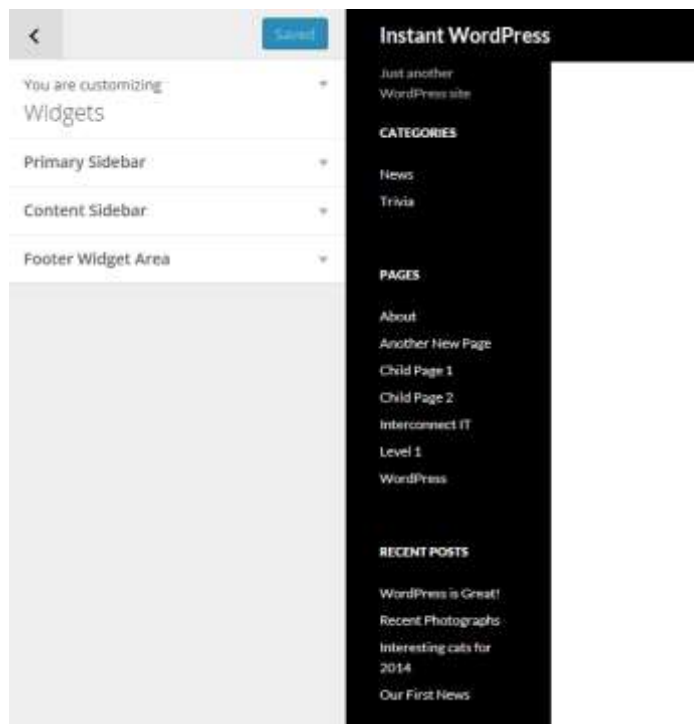 Saved
You are customizing
Widgets
Primary Sidebar
Content Sidebar
Footer Widget Area
Instant WordPress
Just another
WordPress site
CATEGORIES
News
Trivia
PAGES
About
Another New Page
Child Page 1
Child Page 2
Interconnect IT
Level 1
WordPress
RECENT POSTS
WordPress is Great!
Recent Photographs
Interesting cats for
2014
Our First News